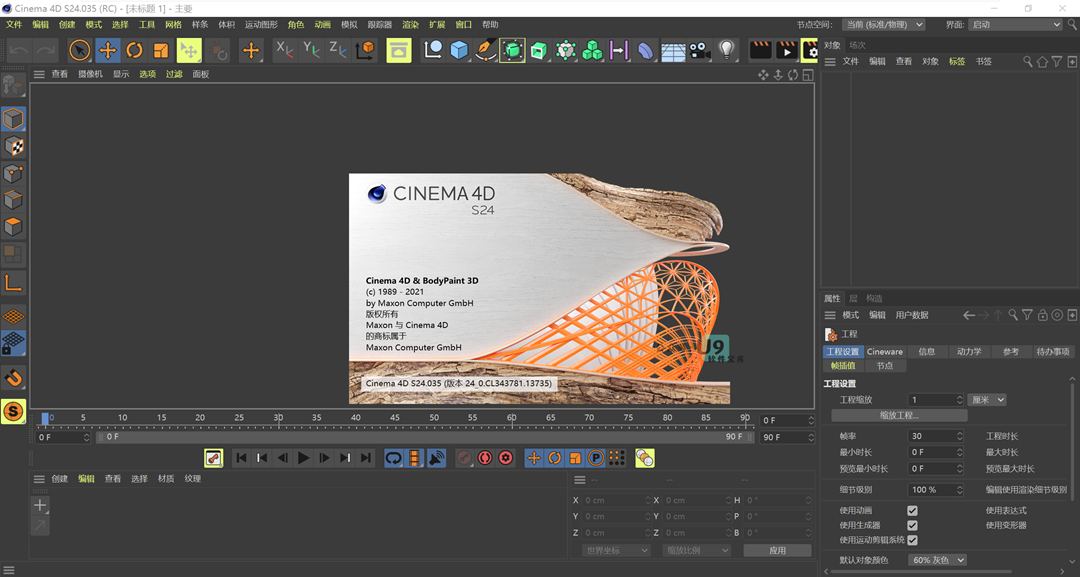 Cinema 4D S24.035 (RC) - [未标题 1] - 主要
文件 编辑 创建 模式 选择 工具 网格 样条 体积 运动图形 角色 动画 模拟 跟踪器 渲染 扩展 窗口 帮助
节点空间: 当前 (标准/物理) 界面: 启动
对象 场次
查看 摄像机 显示 选项 过滤 面板
文件 编辑 查看 对象 标签 书签
CINEMA 4D
S24
Cinema 4D & BodyPaint 3D
(c) 1989 - 2021
by Maxon Computer GmbH
版权所有
Maxon 与 Cinema 4D
的商标属于
Maxon Computer GmbH
U9
Cinema 4D S24.035 (版本 24_0.CL343781.13735)
属性 层 构造
模式 编辑 用户数据
工程
工程设置 Cineware 信息 动力学 参考 待办事项
帧插值 节点
工程设置
工程缩放 1 厘米
缩放工程...
帧率 30 工程时长
最小时长 0 F 最大时长
预览最小时长 0 F 预览最大时长
细节级别 100 % 编辑使用渲染细节级别
使用动画 使用表达式
使用生成器 使用变形器
使用运动剪辑系统
默认对象颜色 60% 灰色
0 5 10 15 20 25 30 35 40 45 50 55 60 65 70 75 80 85 90 0 F
0 F 0 F 90 F 90 F
创建 编辑 查看 选择 材质 纹理
-- -- --
X 0 cm X 0 cm H 0 °
Y 0 cm Y 0 cm P 0 °
Z 0 cm Z 0 cm B 0 °
世界坐标 缩放比例 应用